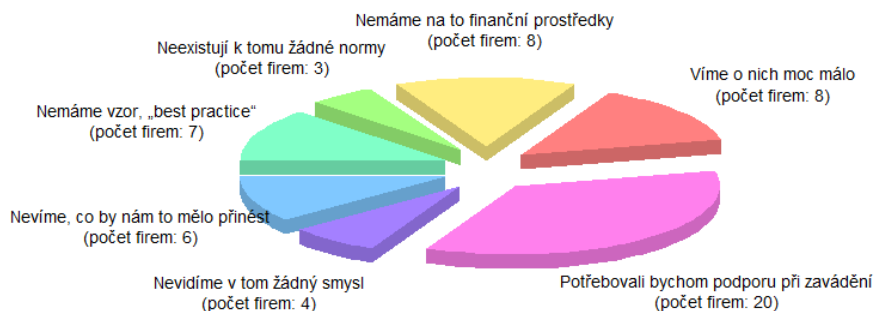 Nemáme na to finanční prostředky
(počet firem: 8)
Neexistují k tomu žádné normy
(počet firem: 3)
Víme o nich moc málo
(počet firem: 8)
Nemáme vzor, „best practice“
(počet firem: 7)
Nevíme, co by nám to mělo přinést
(počet firem: 6)
Nevidíme v tom žádný smysl
(počet firem: 4)
Potřebovali bychom podporu při zavádění
(počet firem: 20)